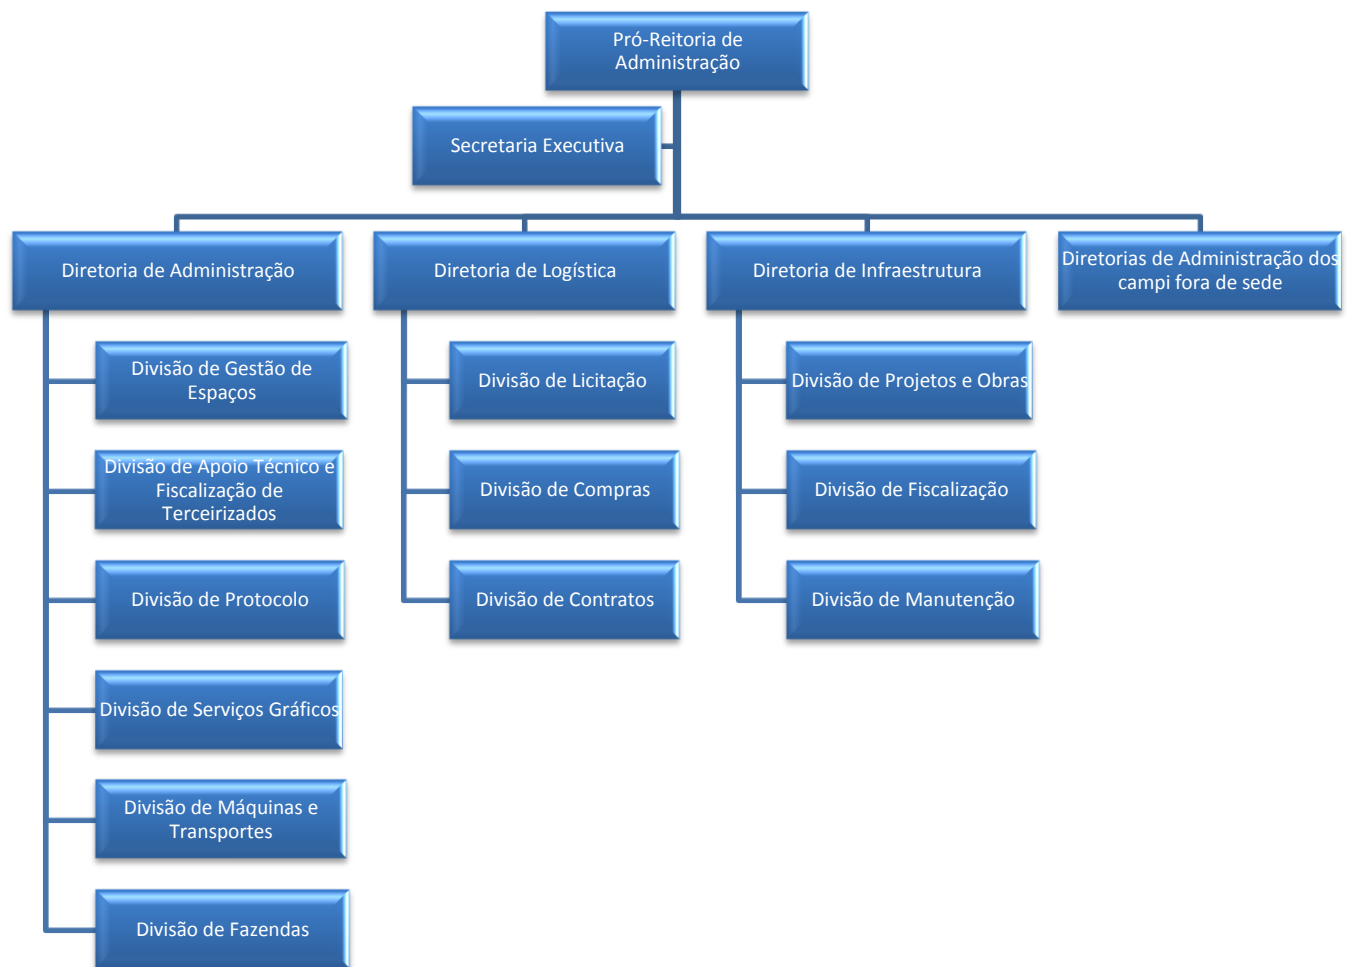 Pró-Reitoria de
Administração
Secretaria Executiva
Diretoria de Administração
Diretoria de Logística
Diretoria de Infraestrutura
Diretorias de Administração dos
campi fora de sede
Divisão de Gestão de
Espaços
Divisão de Licitação
Divisão de Projetos e Obras
Divisão de Apoio Técnico e
Fiscalização de
Terceirizados
Divisão de Compras
Divisão de Fiscalização
Divisão de Protocolo
Divisão de Contratos
Divisão de Manutenção
Divisão de Serviços Gráficos
Divisão de Máquinas e
Transportes
Divisão de Fazendas